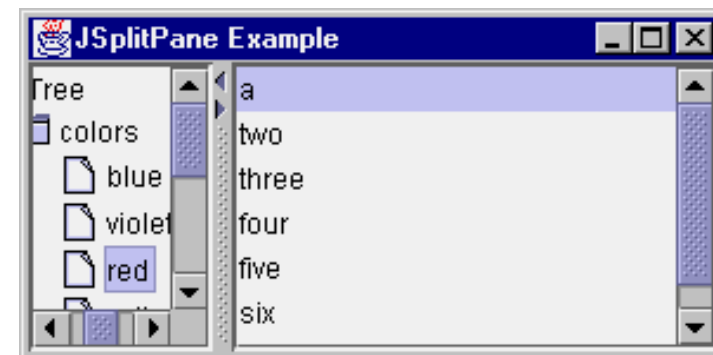 JSplitPane Example
Tree
colors
blue
violet
red
a
two
three
four
five
six